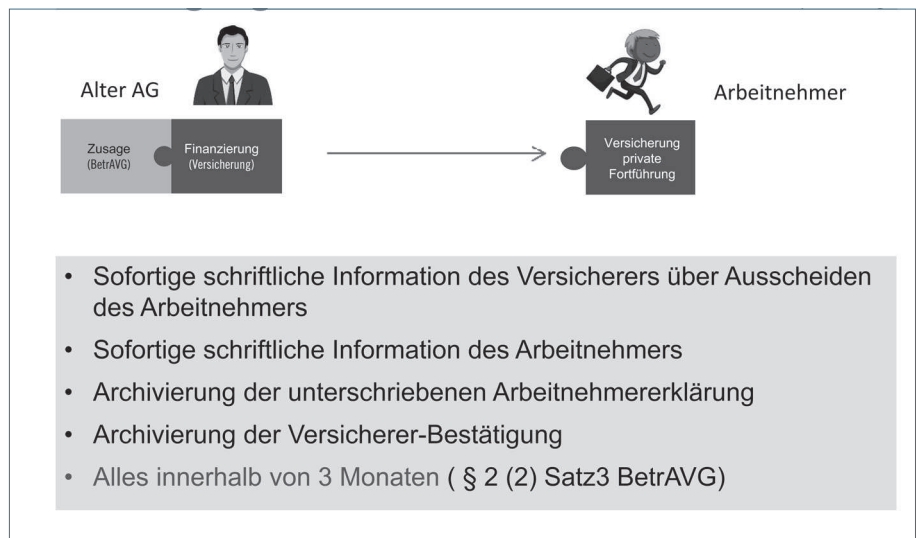 Alter AG
Arbeitnehmer
Zusage
(BetrAVG)
Finanzierung
(Versicherung)
Versicherung
private
Fortführung
• Sofortige schriftliche Information des Versicherers über Ausscheiden
des Arbeitnehmers
• Sofortige schriftliche Information des Arbeitnehmers
• Archivierung der unterschriebenen Arbeitnehmererklärung
• Archivierung der Versicherer-Bestätigung
• Alles innerhalb von 3 Monaten ( § 2 (2) Satz3 BetrAVG)